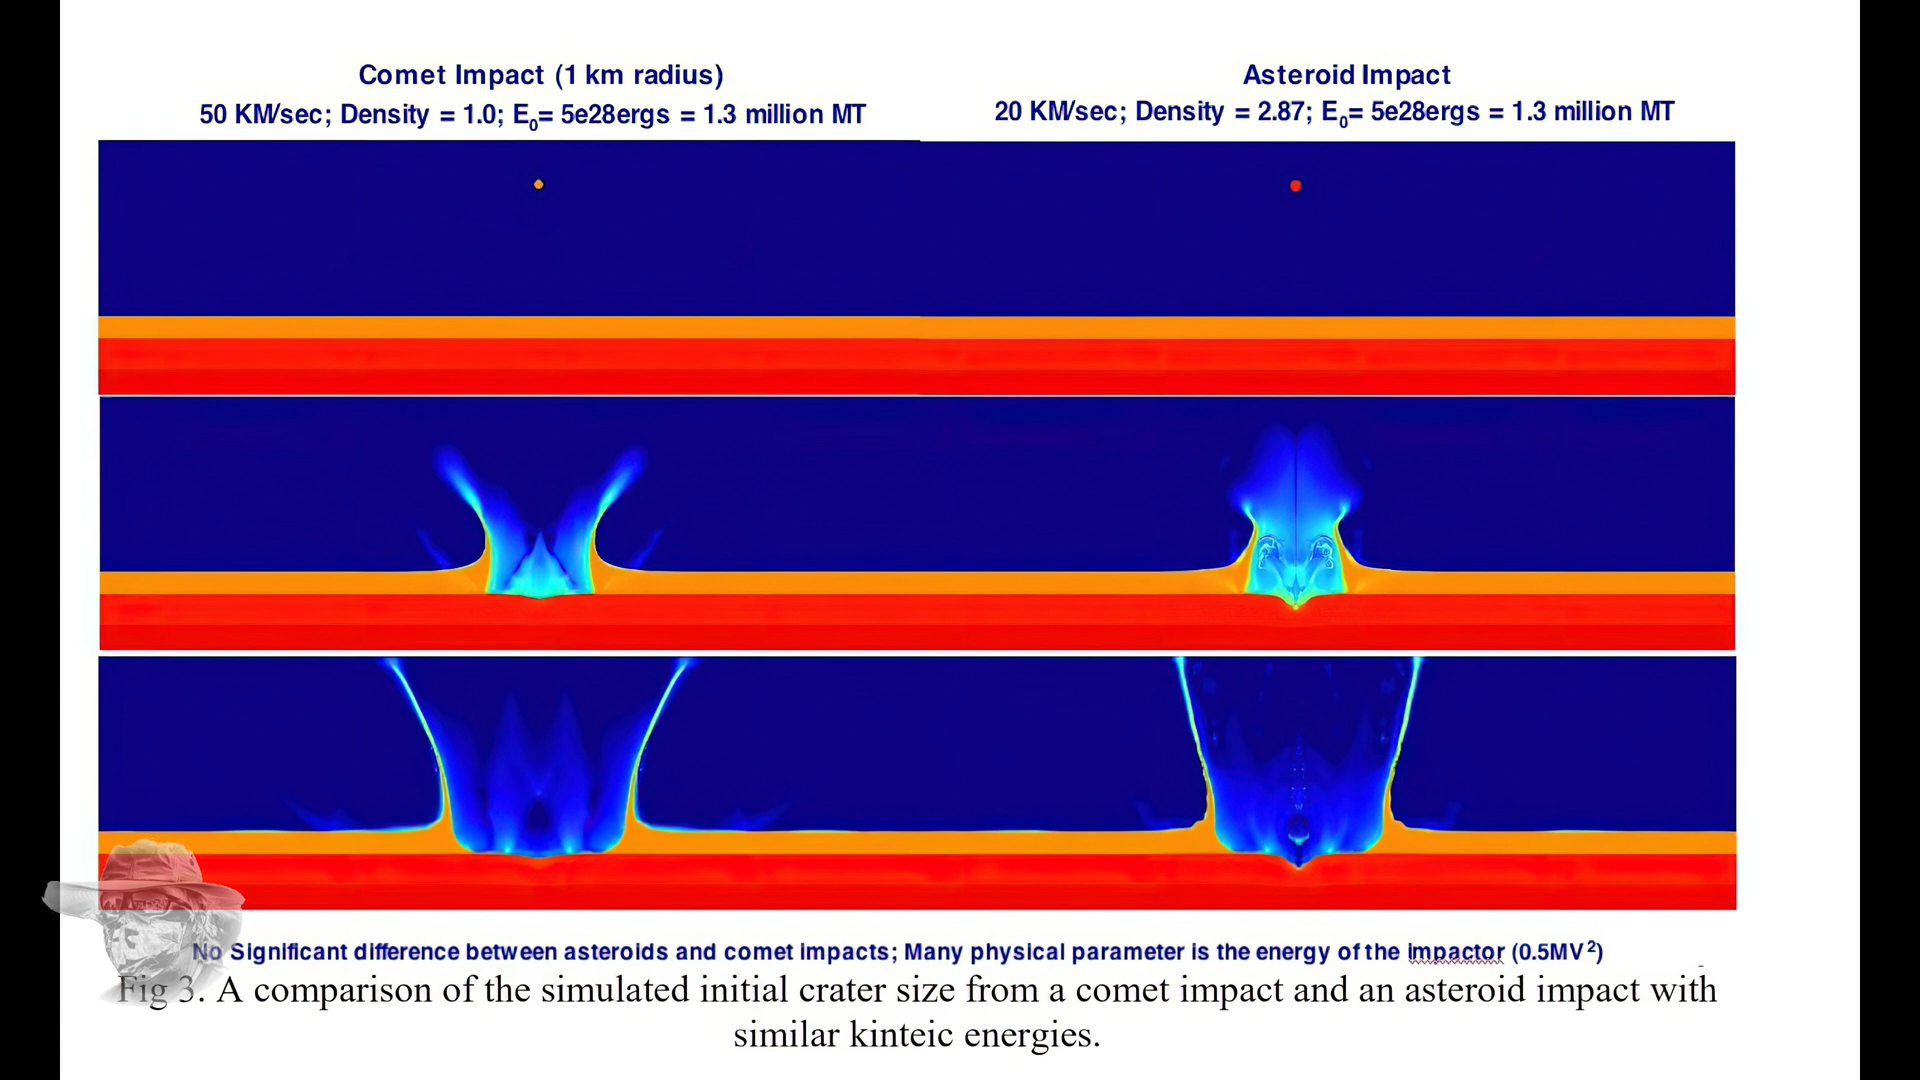 Comet Impact (1 km radius)
50 KM/sec; Density = 1.0; E0= 5e28ergs = 1.3 million MT
Asteroid Impact
20 KM/sec; Density = 2.87; E0= 5e28ergs = 1.3 million MT
No Significant difference between asteroids and comet impacts; Many physical parameter is the energy of the impactor (0.5MV2)
Fig 3. A comparison of the simulated initial crater size from a comet impact and an asteroid impact with
similar kinteic energies.